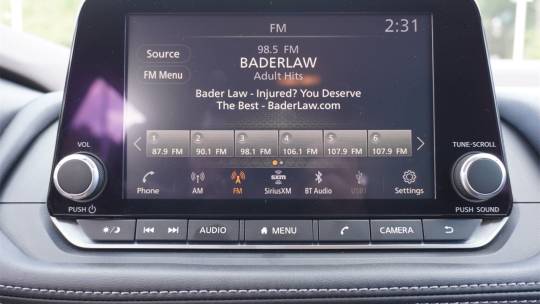 FM 2:31
Source
FM Menu
98.5 FM
BADERLAW
Adult Hits
Bader Law - Injured? You Deserve
The Best - BaderLaw.com
1 2 3 4 5 6
87.9 FM 90.1 FM 98.1 FM 106.1 FM 107.9 FM 107.9 FM
VOL
TUNE-SCROLL
sxm
Phone AM FM SiriusXM BT Audio USB1 Settings
PUSH
PUSH SOUND
AUDIO MENU CAMERA